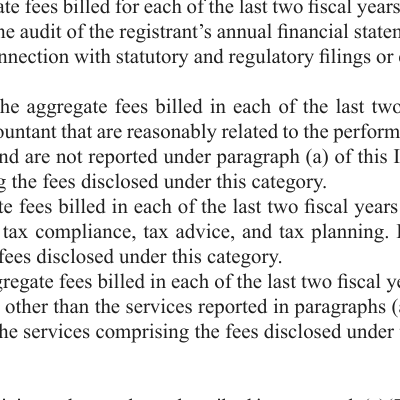 ate fees billed for each of the last two fiscal years
he audit of the registrant's annual financial state
nnection with statutory and regulatory filings or
he aggregate fees billed in each of the last two
ountant that are reasonably related to the perform
nd are not reported under paragraph (a) of this I
g the fees disclosed under this category.
te fees billed in each of the last two fiscal years
tax compliance, tax advice, and tax planning.
fees disclosed under this category.
gregate fees billed in each of the last two fiscal ye
other than the services reported in paragraphs (a
he services comprising the fees disclosed under